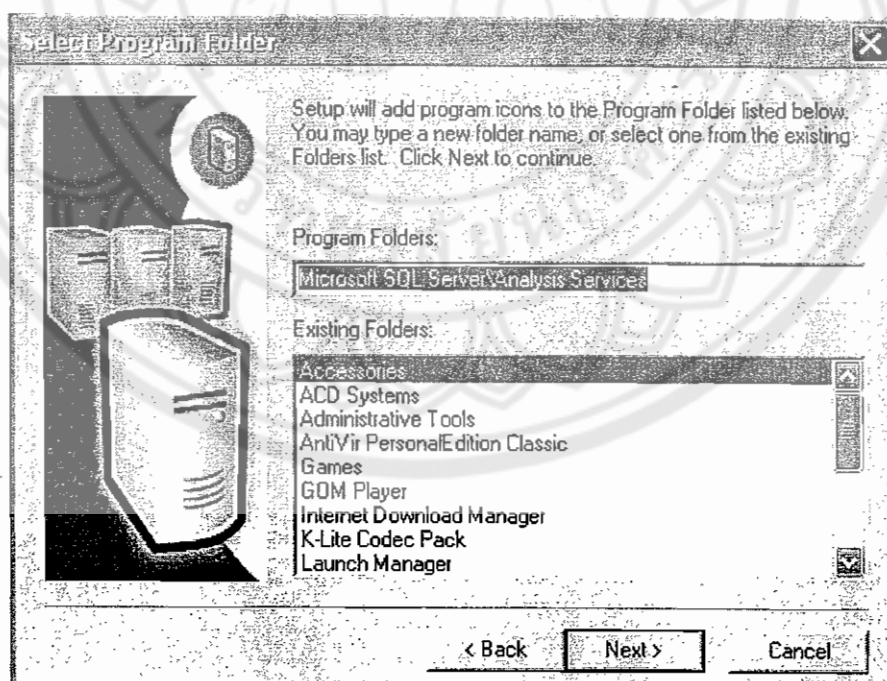 Select Program Folder
Setup will add program icons to the Program Folder listed below.
You may type a new folder name, or select one from the existing
Folders list. Click Next to continue.
Program Folders:
Microsoft SQL Server\Analysis Services
Existing Folders:
Accessories
ACD Systems
Administrative Tools
AntiVir PersonalEdition Classic
Games
GOM Player
Internet Download Manager
K-Lite Codec Pack
Launch Manager
< Back Next > Cancel